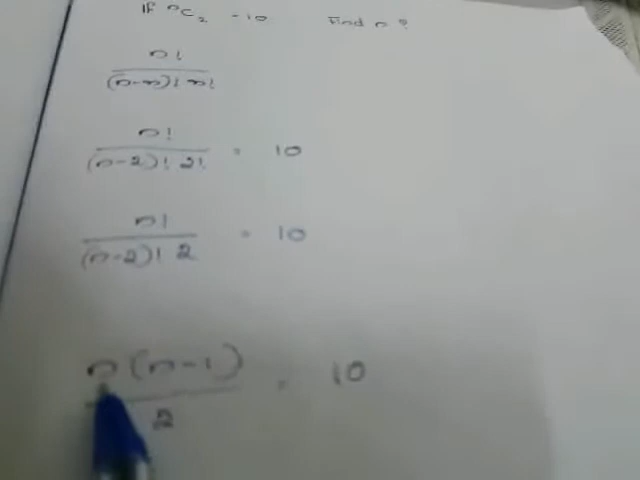 If nC₂ = 10 Find n ?
n!
(n-r)! r!
n!
(n-2)! 2! = 10
n!
(n-2)! 2 = 10
n(n-1)
2 = 10